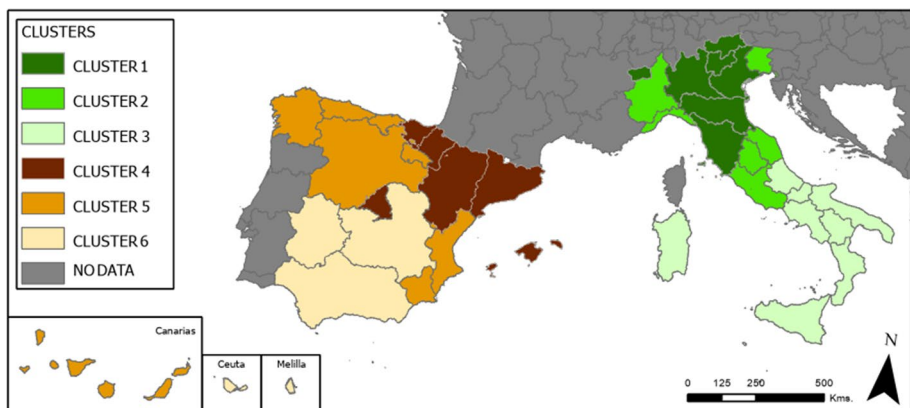 CLUSTERS
CLUSTER 1
CLUSTER 2
CLUSTER 3
CLUSTER 4
CLUSTER 5
CLUSTER 6
NO DATA
Canarias
Ceuta
Melilla
N
0 125 250 500
Kms.